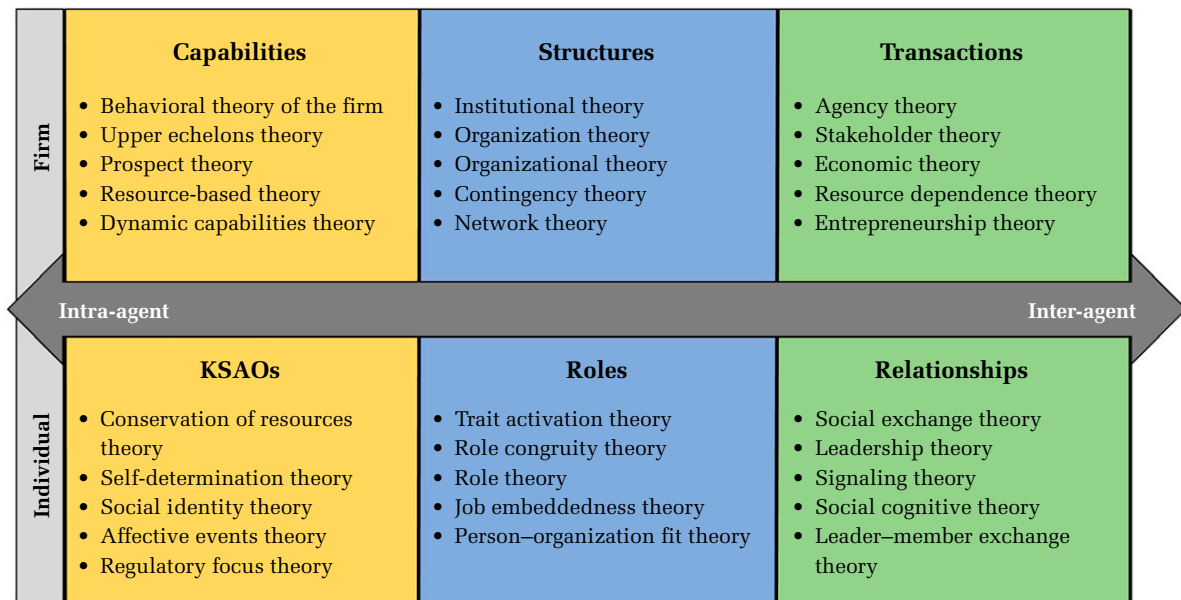 Firm
Capabilities
• Behavioral theory of the firm
• Upper echelons theory
• Prospect theory
• Resource-based theory
• Dynamic capabilities theory
Structures
• Institutional theory
• Organization theory
• Organizational theory
• Contingency theory
• Network theory
Transactions
• Agency theory
• Stakeholder theory
• Economic theory
• Resource dependence theory
• Entrepreneurship theory
Intra-agent
Inter-agent
Individual
KSAOs
• Conservation of resources
theory
• Self-determination theory
• Social identity theory
• Affective events theory
• Regulatory focus theory
Roles
• Trait activation theory
• Role congruity theory
• Role theory
• Job embeddedness theory
• Person–organization fit theory
Relationships
• Social exchange theory
• Leadership theory
• Signaling theory
• Social cognitive theory
• Leader–member exchange
theory